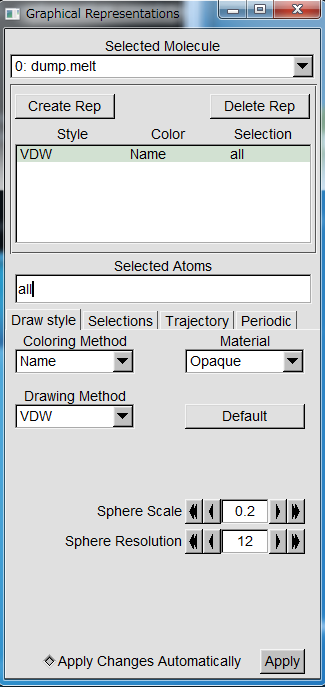 Graphical Representations
Selected Molecule
0: dump.melt
Create Rep Delete Rep
Style Color Selection
VDW Name all
Selected Atoms
all
Draw style Selections Trajectory Periodic
Coloring Method Material
Name Opaque
Drawing Method
VDW Default
Sphere Scale 0.2
Sphere Resolution 12
Apply Changes Automatically Apply